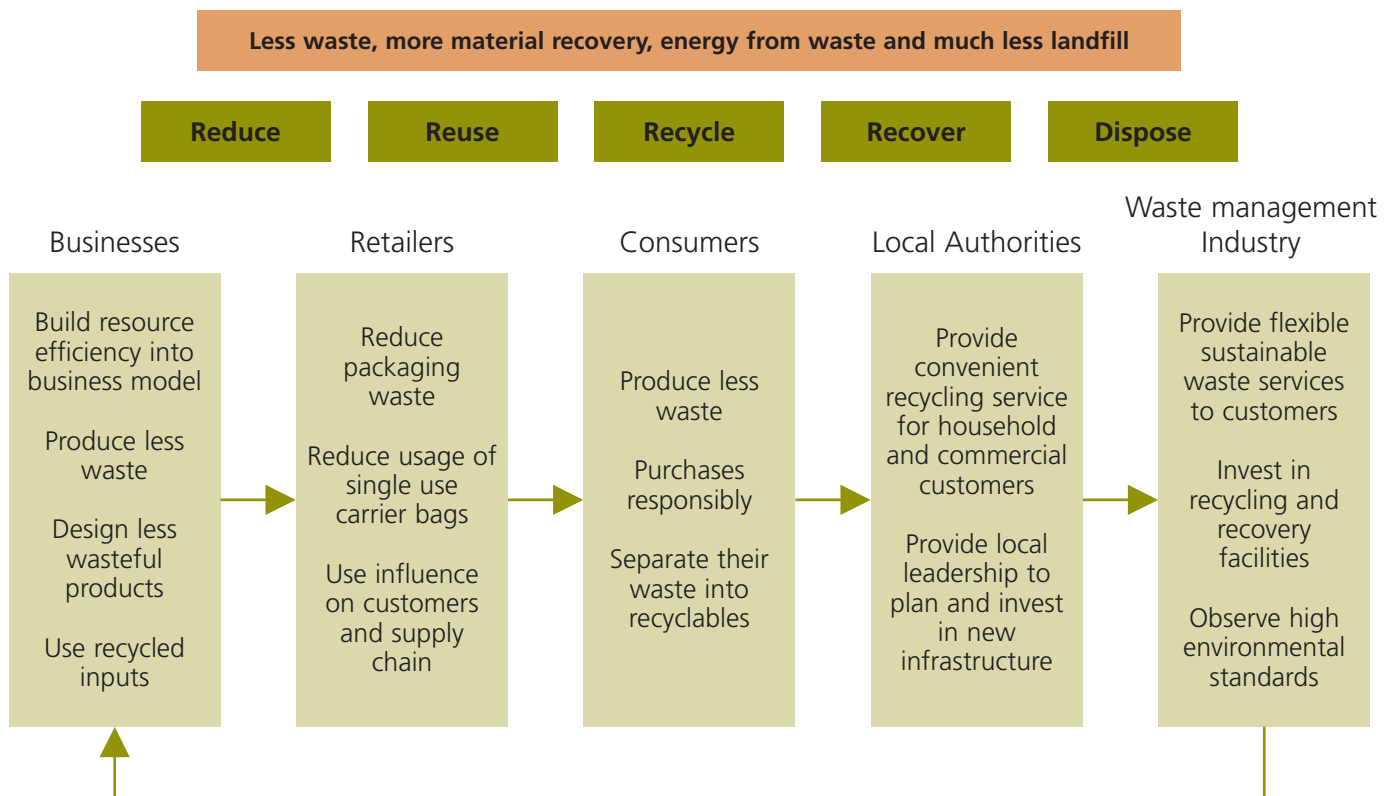 Less waste, more material recovery, energy from waste and much less landfill
Reduce
Reuse
Recycle
Recover
Dispose
Businesses
Build resource
efficiency into
business model
Produce less
waste
Design less
wasteful
products
Use recycled
inputs
Retailers
Reduce
packaging
waste
Reduce usage of
single use
carrier bags
Use influence
on customers
and supply
chain
Consumers
Produce less
waste
Purchases
responsibly
Separate their
waste into
recyclables
Local Authorities
Provide
convenient
recycling service
for household
and commercial
customers
Provide local
leadership to
plan and invest
in new
infrastructure
Waste management
Industry
Provide flexible
sustainable
waste services
to customers
Invest in
recycling and
recovery
facilities
Observe high
environmental
standards